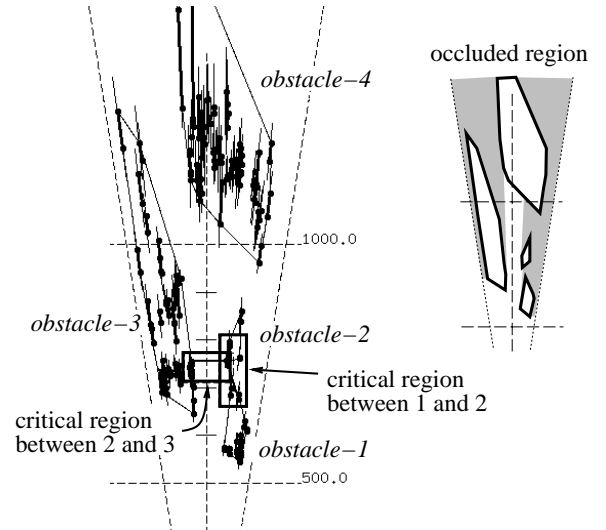 obstacle−4
occluded region
1000.0
obstacle−3
obstacle−2
critical region
between 1 and 2
critical region
between 2 and 3
obstacle−1
500.0